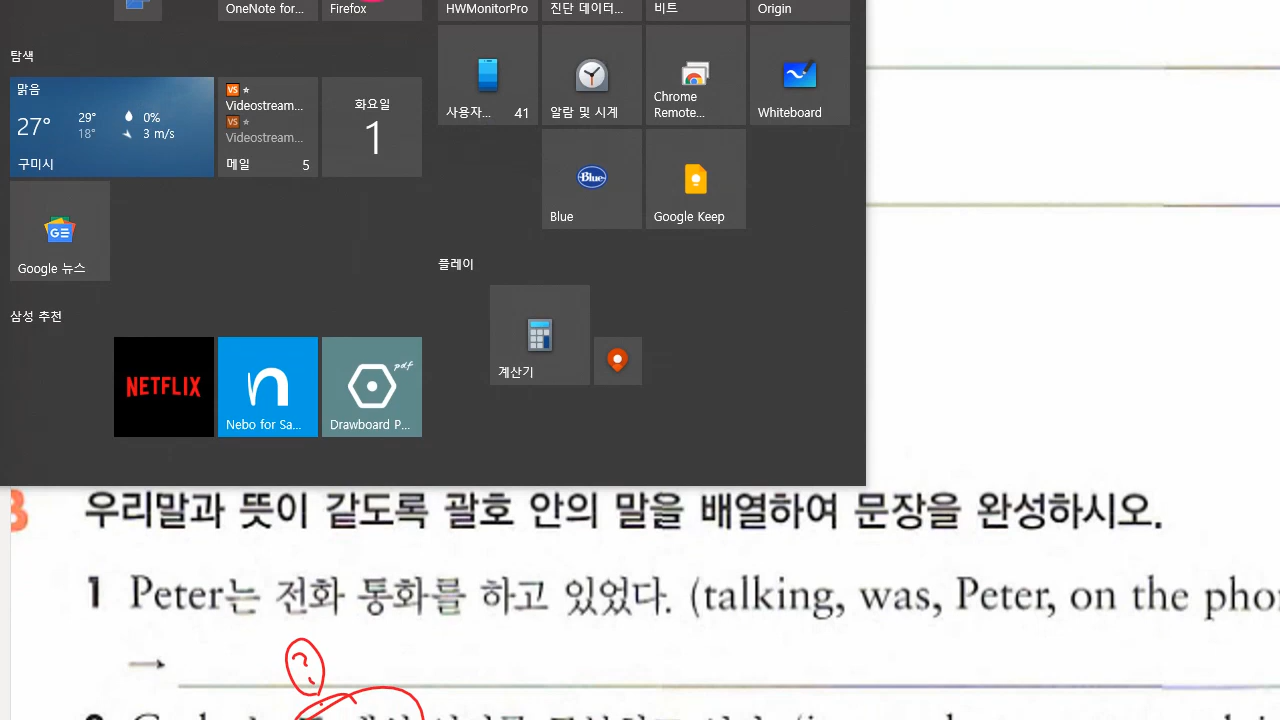 OneNote for...
Firefox
HWMonitorPro
진단 데이터...
비트
Origin
탐색
맑음
27°
29°
18°
0%
3 m/s
구미시
VS ★
Videostream...
VS ★
Videostream...
메일 5
화요일
1
사용자... 41
알람 및 시계
Chrome
Remote...
Whiteboard
Google 뉴스
Blue
Blue
Google Keep
플레이
계산기
삼성 추천
NETFLIX
n
Nebo for Sa...
pdf
Drawboard P...
우리말과 뜻이 같도록 괄호 안의 말을 배열하여 문장을 완성하시오.
1 Peter는 전화 통화를 하고 있었다. (talking, was, Peter, on the pho
→